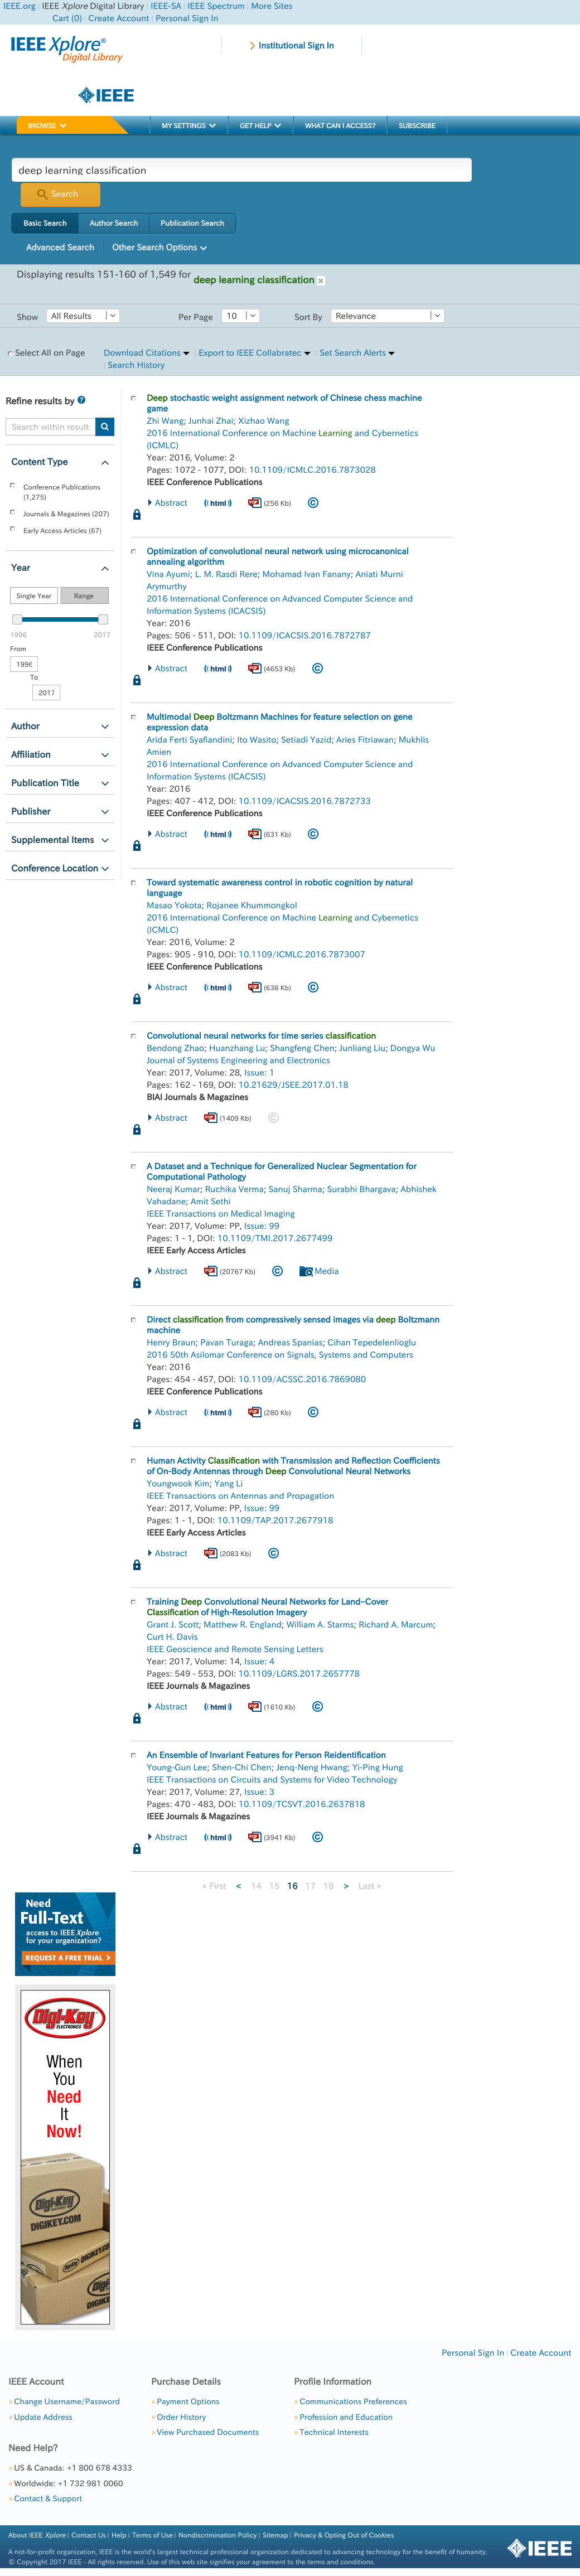 IEEE.org | IEEE Xplore Digital Library | IEEE-SA | IEEE Spectrum | More Sites
Cart (0) | Create Account | Personal Sign In
IEEE Xplore®
Digital Library
Institutional Sign In
IEEE
BROWSE
MY SETTINGS
GET HELP
WHAT CAN I ACCESS?
SUBSCRIBE
deep learning classification
Search
Basic Search
Author Search
Publication Search
Advanced Search
Other Search Options
Displaying results 151-160 of 1,549 for deep learning classification
Show
All Results
Per Page
10
Sort By
Relevance
Select All on Page
Download Citations
Export to IEEE Collabratec
Set Search Alerts
Search History
Refine results by
Search within result
Content Type
Conference Publications
(1,275)
Journals & Magazines (207)
Early Access Articles (67)
Year
Single Year
Range
1996
2017
From
1996
To
2017
Author
Affiliation
Publication Title
Publisher
Supplemental Items
Conference Location
Deep stochastic weight assignment network of Chinese chess machine
game
Zhi Wang; Junhai Zhai; Xizhao Wang
2016 International Conference on Machine Learning and Cybernetics
(ICMLC)
Year: 2016, Volume: 2
Pages: 1072 - 1077, DOI: 10.1109/ICMLC.2016.7873028
IEEE Conference Publications
Abstract ((html)) PDF (256 Kb) ©
Optimization of convolutional neural network using microcanonical
annealing algorithm
Vina Ayumi; L. M. Rasdi Rere; Mohamad Ivan Fanany; Aniati Murni
Arymurthy
2016 International Conference on Advanced Computer Science and
Information Systems (ICACSIS)
Year: 2016
Pages: 506 - 511, DOI: 10.1109/ICACSIS.2016.7872787
IEEE Conference Publications
Abstract ((html)) PDF (4653 Kb) ©
Multimodal Deep Boltzmann Machines for feature selection on gene
expression data
Arida Ferti Syafiandini; Ito Wasito; Setiadi Yazid; Aries Fitriawan; Mukhlis
Amien
2016 International Conference on Advanced Computer Science and
Information Systems (ICACSIS)
Year: 2016
Pages: 407 - 412, DOI: 10.1109/ICACSIS.2016.7872733
IEEE Conference Publications
Abstract ((html)) PDF (631 Kb) ©
Toward systematic awareness control in robotic cognition by natural
language
Masao Yokota; Rojanee Khummongkol
2016 International Conference on Machine Learning and Cybernetics
(ICMLC)
Year: 2016, Volume: 2
Pages: 905 - 910, DOI: 10.1109/ICMLC.2016.7873007
IEEE Conference Publications
Abstract ((html)) PDF (638 Kb) ©
Convolutional neural networks for time series classification
Bendong Zhao; Huanzhang Lu; Shangfeng Chen; Junliang Liu; Dongya Wu
Journal of Systems Engineering and Electronics
Year: 2017, Volume: 28, Issue: 1
Pages: 162 - 169, DOI: 10.21629/JSEE.2017.01.18
BIAI Journals & Magazines
Abstract PDF (1409 Kb) ©
A Dataset and a Technique for Generalized Nuclear Segmentation for
Computational Pathology
Neeraj Kumar; Ruchika Verma; Sanuj Sharma; Surabhi Bhargava; Abhishek
Vahadane; Amit Sethi
IEEE Transactions on Medical Imaging
Year: 2017, Volume: PP, Issue: 99
Pages: 1 - 1, DOI: 10.1109/TMI.2017.2677499
IEEE Early Access Articles
Abstract PDF (20767 Kb) © Media
Direct classification from compressively sensed images via deep Boltzmann
machine
Henry Braun; Pavan Turaga; Andreas Spanias; Cihan Tepedelenlioglu
2016 50th Asilomar Conference on Signals, Systems and Computers
Year: 2016
Pages: 454 - 457, DOI: 10.1109/ACSSC.2016.7869080
IEEE Conference Publications
Abstract ((html)) PDF (280 Kb) ©
Human Activity Classification with Transmission and Reflection Coefficients
of On-Body Antennas through Deep Convolutional Neural Networks
Youngwook Kim; Yang Li
IEEE Transactions on Antennas and Propagation
Year: 2017, Volume: PP, Issue: 99
Pages: 1 - 1, DOI: 10.1109/TAP.2017.2677918
IEEE Early Access Articles
Abstract PDF (2083 Kb) ©
Training Deep Convolutional Neural Networks for Land–Cover
Classification of High-Resolution Imagery
Grant J. Scott; Matthew R. England; William A. Starms; Richard A. Marcum;
Curt H. Davis
IEEE Geoscience and Remote Sensing Letters
Year: 2017, Volume: 14, Issue: 4
Pages: 549 - 553, DOI: 10.1109/LGRS.2017.2657778
IEEE Journals & Magazines
Abstract ((html)) PDF (1610 Kb) ©
An Ensemble of Invariant Features for Person Reidentification
Young-Gun Lee; Shen-Chi Chen; Jenq-Neng Hwang; Yi-Ping Hung
IEEE Transactions on Circuits and Systems for Video Technology
Year: 2017, Volume: 27, Issue: 3
Pages: 470 - 483, DOI: 10.1109/TCSVT.2016.2637818
IEEE Journals & Magazines
Abstract ((html)) PDF (3941 Kb) ©
« First < 14 15 16 17 18 > Last »
Need
Full-Text
access to IEEE Xplore
for your organization?
REQUEST A FREE TRIAL >
Digi-Key
ELECTRONICS
When
You
Need
It
Now!
Digi-Key
DIGIKEY.COM
Personal Sign In | Create Account
IEEE Account
» Change Username/Password
» Update Address
Purchase Details
» Payment Options
» Order History
» View Purchased Documents
Profile Information
» Communications Preferences
» Profession and Education
» Technical Interests
Need Help?
» US & Canada: +1 800 678 4333
» Worldwide: +1 732 981 0060
» Contact & Support
About IEEE Xplore | Contact Us | Help | Terms of Use | Nondiscrimination Policy | Sitemap | Privacy & Opting Out of Cookies
A not-for-profit organization, IEEE is the world's largest technical professional organization dedicated to advancing technology for the benefit of humanity.
© Copyright 2017 IEEE - All rights reserved. Use of this web site signifies your agreement to the terms and conditions.
IEEE